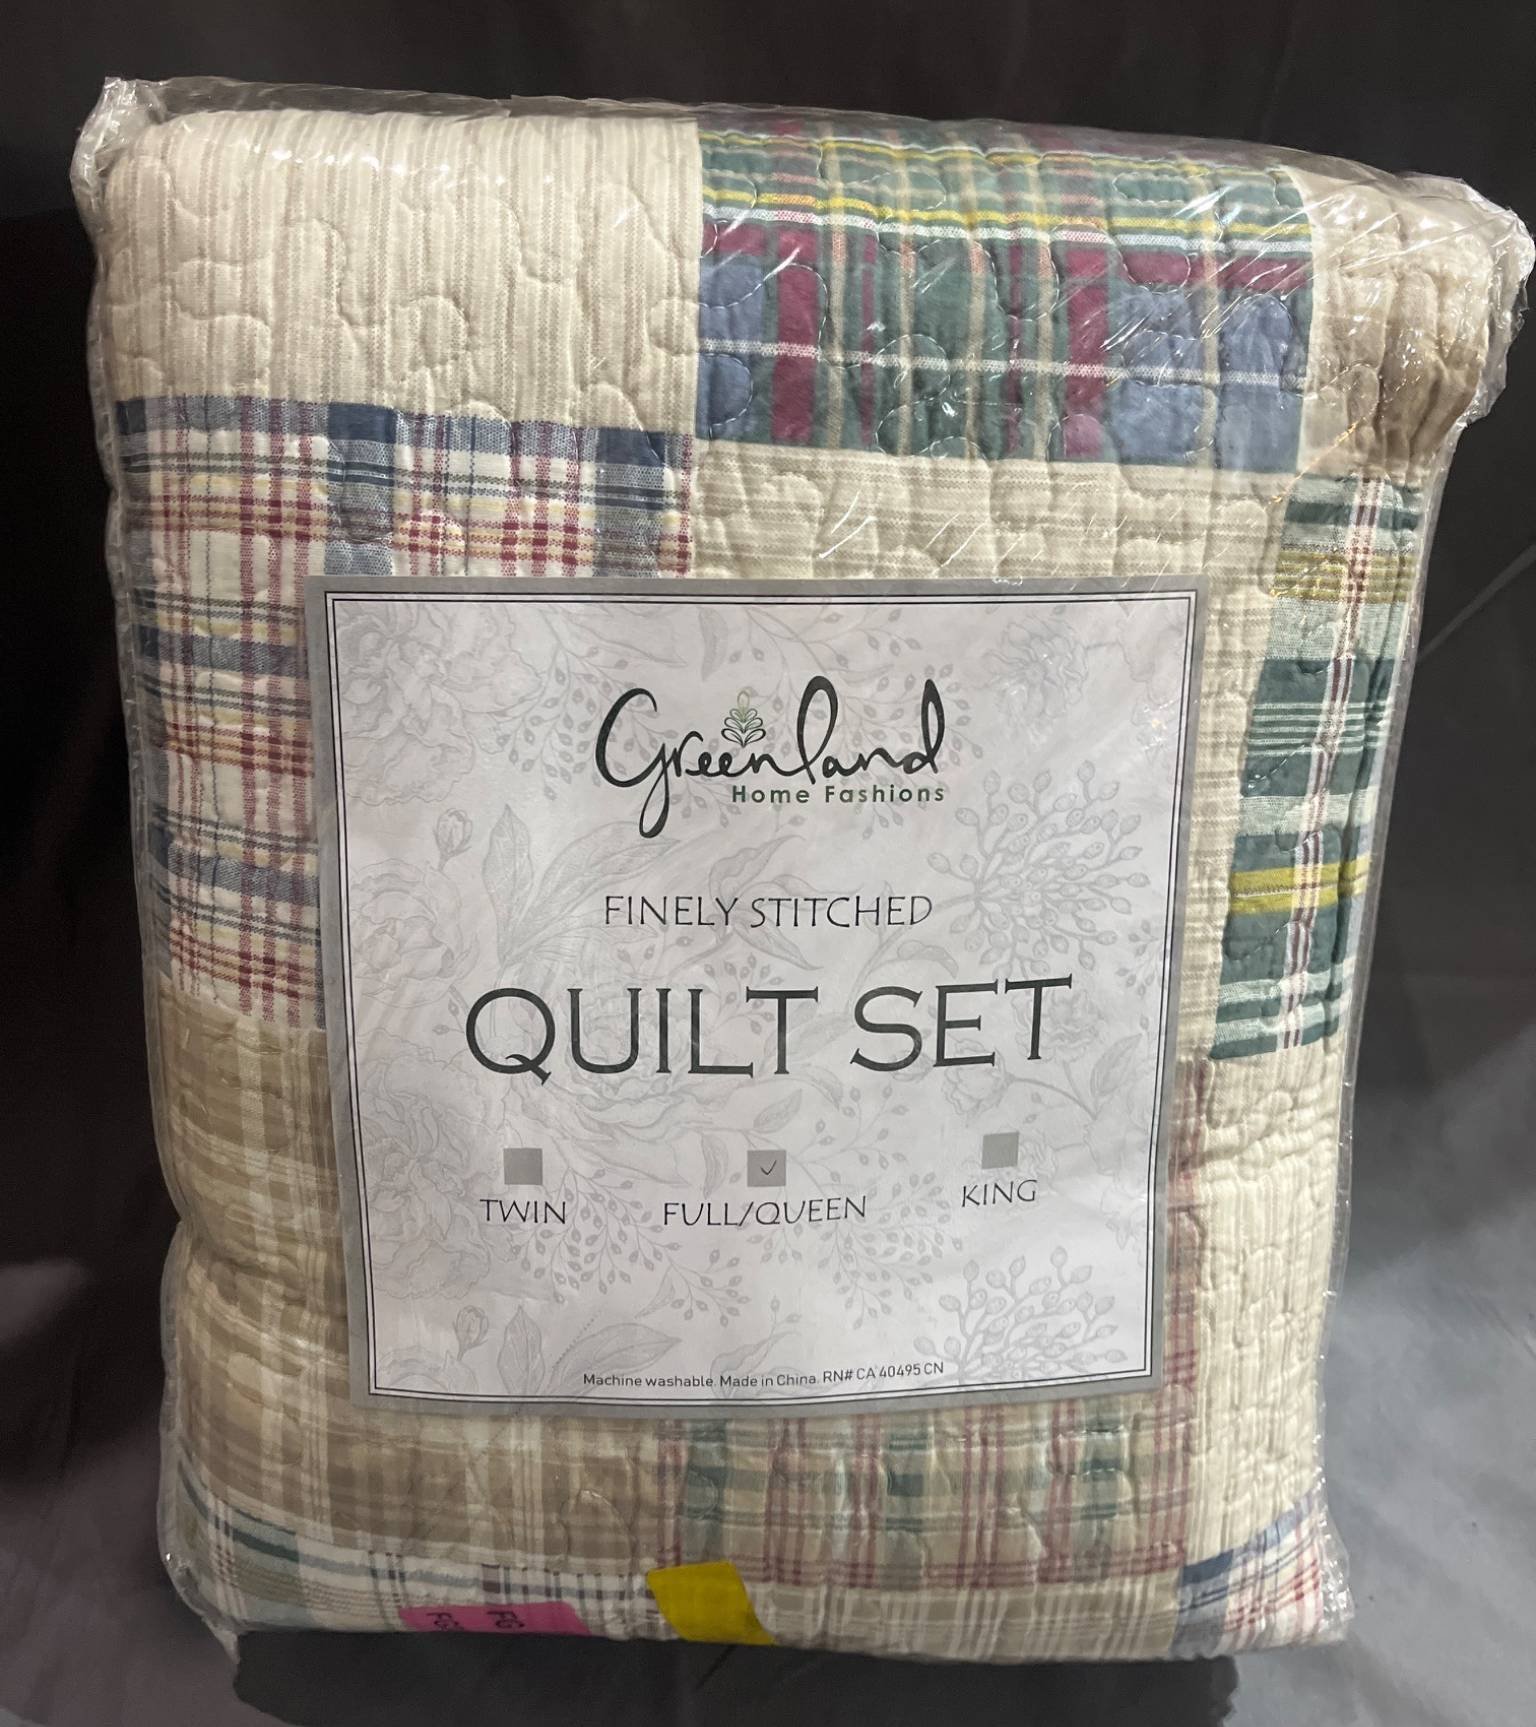 Greenland
Home Fashions
FINELY STITCHED
QUILT SET
TWIN FULL/QUEEN KING
Machine washable. Made in China. RN# CA 40495 CN
FG